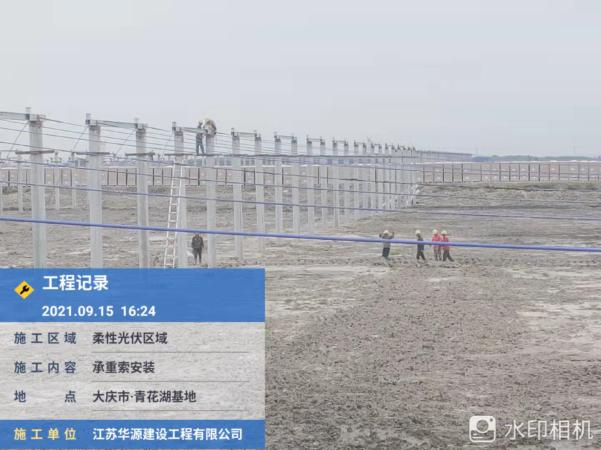 工程记录
2021.09.15 16:24
施工区域 柔性光伏区域
施工内容 承重索安装
地点 大庆市·青花湖基地
施工单位 江苏华源建设工程有限公司
水印相机